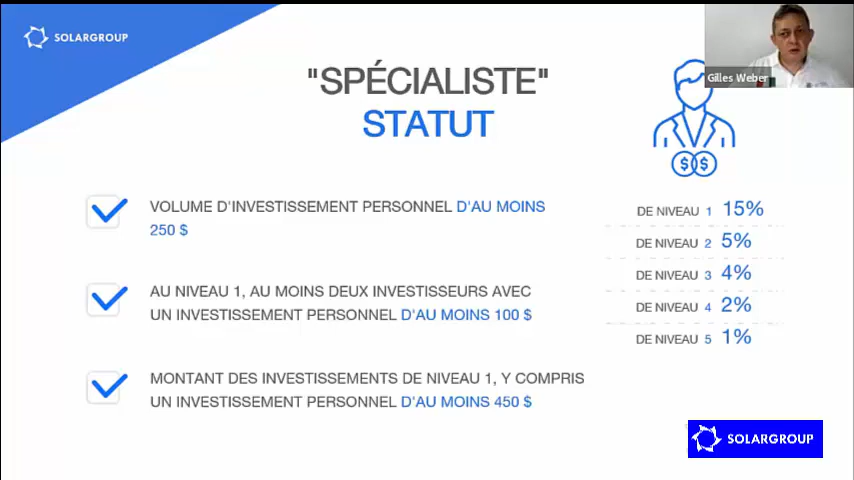 SOLARGROUP
Gilles Weber
"SPÉCIALISTE"
STATUT
VOLUME D'INVESTISSEMENT PERSONNEL D'AU MOINS
250 $
AU NIVEAU 1, AU MOINS DEUX INVESTISSEURS AVEC
UN INVESTISSEMENT PERSONNEL D'AU MOINS 100 $
MONTANT DES INVESTISSEMENTS DE NIVEAU 1, Y COMPRIS
UN INVESTISSEMENT PERSONNEL D'AU MOINS 450 $
$ $
DE NIVEAU 1 15%
DE NIVEAU 2 5%
DE NIVEAU 3 4%
DE NIVEAU 4 2%
DE NIVEAU 5 1%
SOLARGROUP